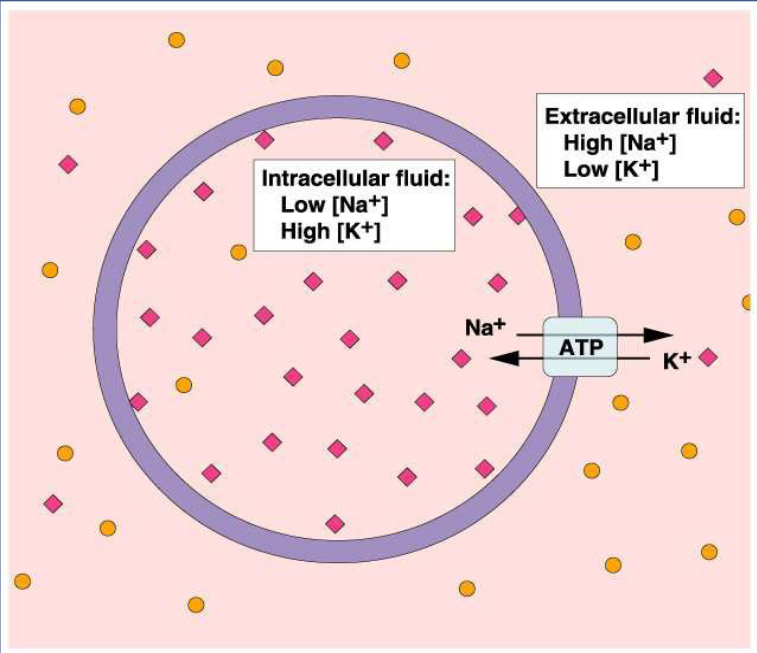 Extracellular fluid:
High [Na+]
Low [K+]
Intracellular fluid:
Low [Na+]
High [K+]
Na+
ATP
K+